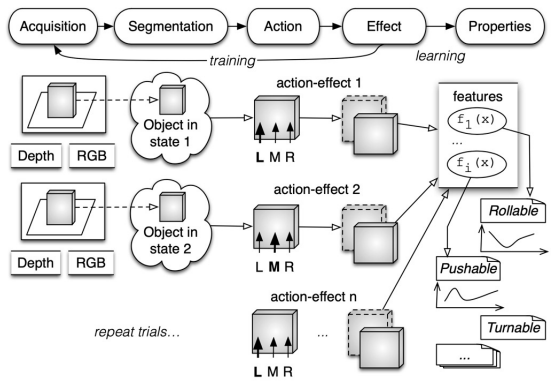 Acquisition
Segmentation
Action
Effect
Properties
training
learning
Object in
state 1
Depth
RGB
action-effect 1
L M R
features
f1(x)
...
fi(x)
Object in
state 2
Depth
RGB
action-effect 2
L M R
Rollable
Pushable
Turnable
...
repeat trials...
action-effect n
L M R
...